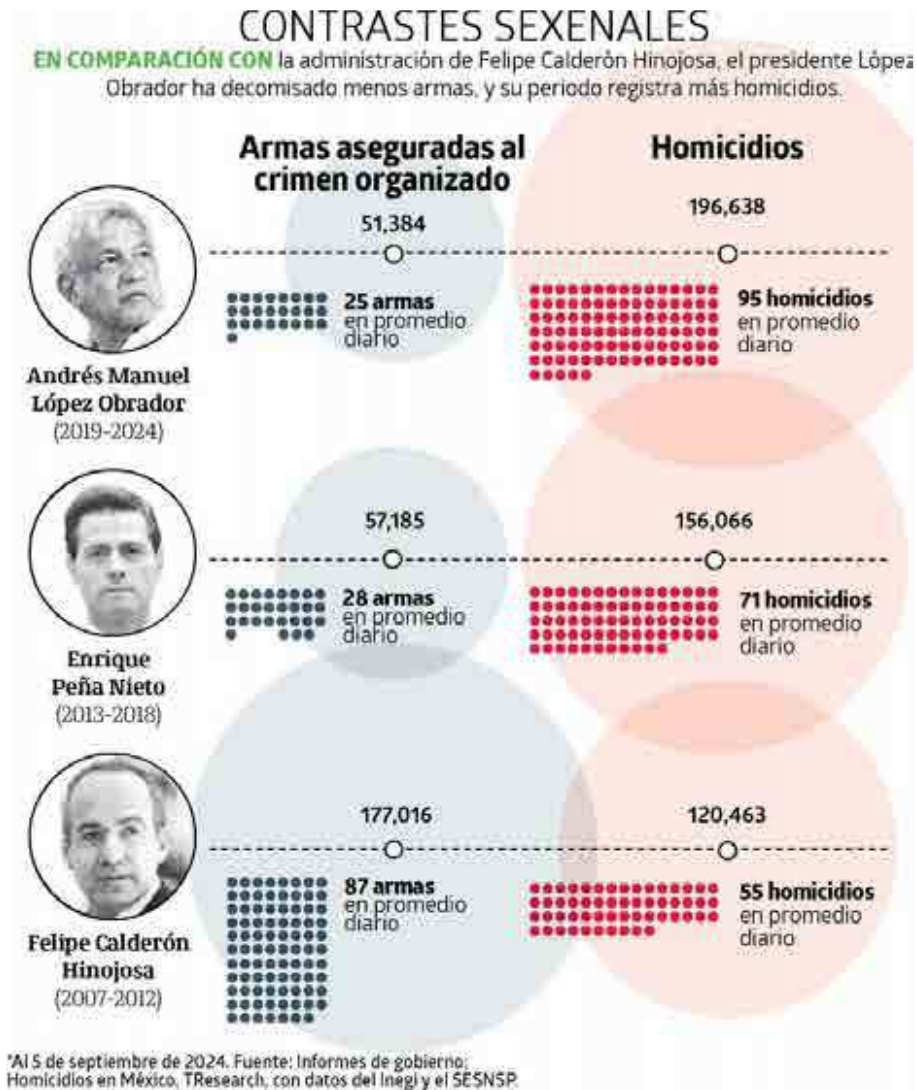 CONTRASTES SEXENALES
EN COMPARACIÓN CON la administración de Felipe Calderón Hinojosa, el presidente López
Obrador ha decomisado menos armas, y su periodo registra más homicidios.
Armas aseguradas al
crimen organizado
Homicidios
51,384
196,638
25 armas
en promedio
diario
95 homicidios
en promedio
diario
Andrés Manuel
López Obrador
(2019-2024)
57,185
156,066
28 armas
en promedio
diario
71 homicidios
en promedio
diario
Enrique
Peña Nieto
(2013-2018)
177,016
120,463
87 armas
en promedio
diario
55 homicidios
en promedio
diario
Felipe Calderón
Hinojosa
(2007-2012)
*Al 5 de septiembre de 2024. Fuente: Informes de gobierno;
Homicidios en México, TResearch, con datos del Inegi y el SESNSP.